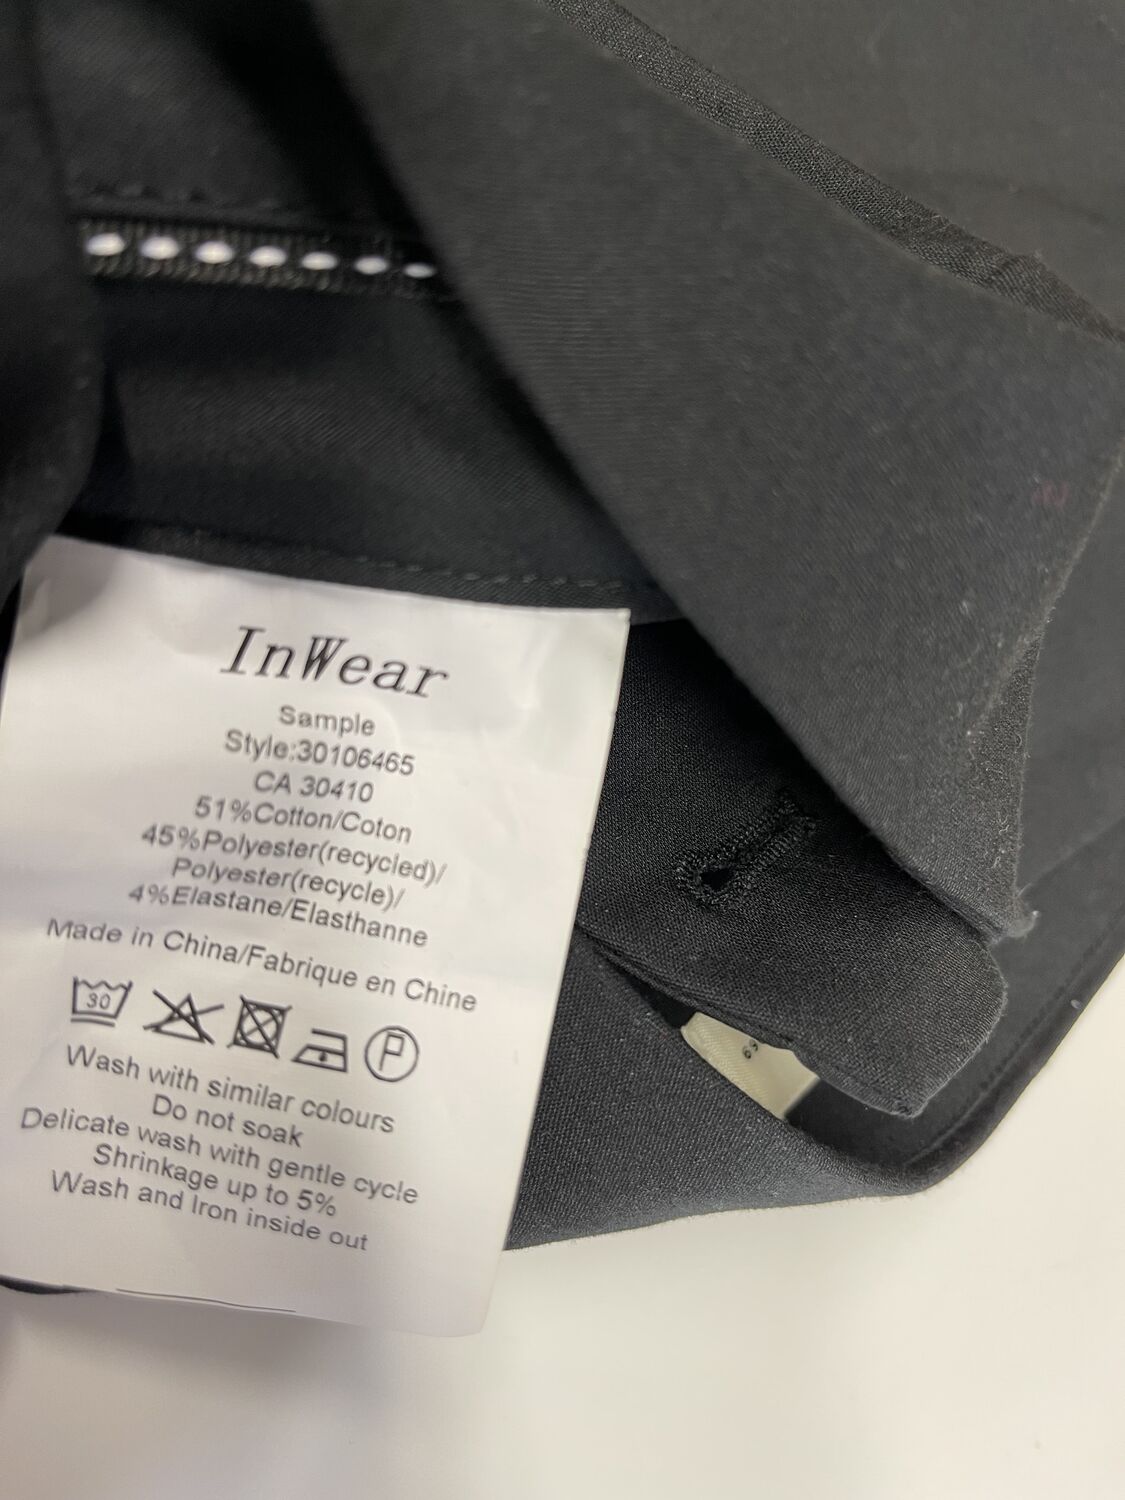 InWear
Sample
Style:30106465
CA 30410
51%Cotton/Coton
45%Polyester(recycled)/
Polyester(recycle)/
4%Elastane/Elasthanne
Made in China/Fabrique en Chine
30
P
Wash with similar colours
Do not soak
Delicate wash with gentle cycle
Shrinkage up to 5%
Wash and Iron inside out